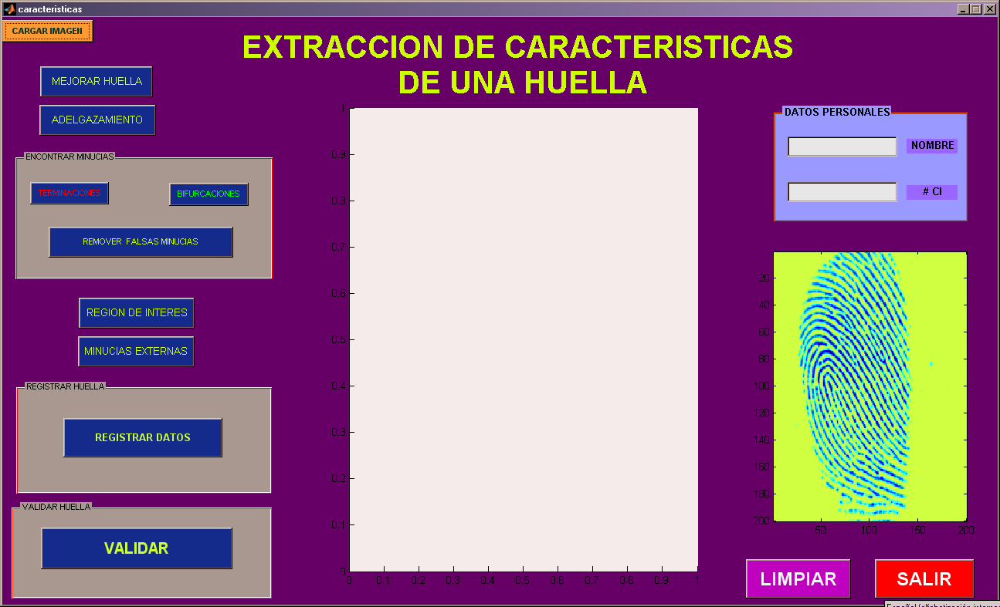 caracteristicas
CARGAR IMAGEN
EXTRACCION DE CARACTERISTICAS
DE UNA HUELLA
MEJORAR HUELLA
ADELGAZAMIENTO
ENCONTRAR MINUCIAS
TERMINACIONES
BIFURCACIONES
REMOVER FALSAS MINUCIAS
REGION DE INTERES
MINUCIAS EXTERNAS
REGISTRAR HUELLA
REGISTRAR DATOS
VALIDAR HUELLA
VALIDAR
1
0.9
0.8
0.7
0.6
0.5
0.4
0.3
0.2
0.1
0
0 0.1 0.2 0.3 0.4 0.5 0.6 0.7 0.8 0.9 1
DATOS PERSONALES
NOMBRE
# CI
20
40
60
80
100
120
140
160
180
200
50 100 150 200
LIMPIAR
SALIR